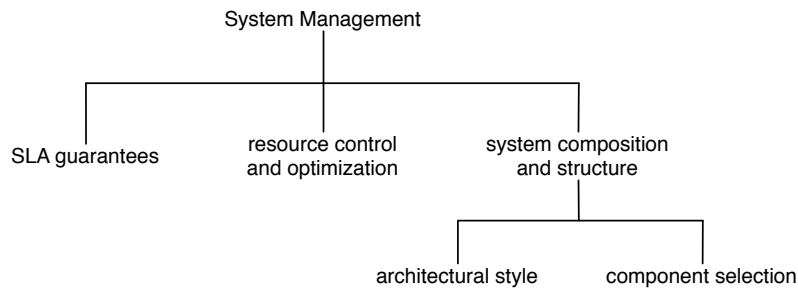 System Management
SLA guarantees
resource control
and optimization
system composition
and structure
architectural style
component selection